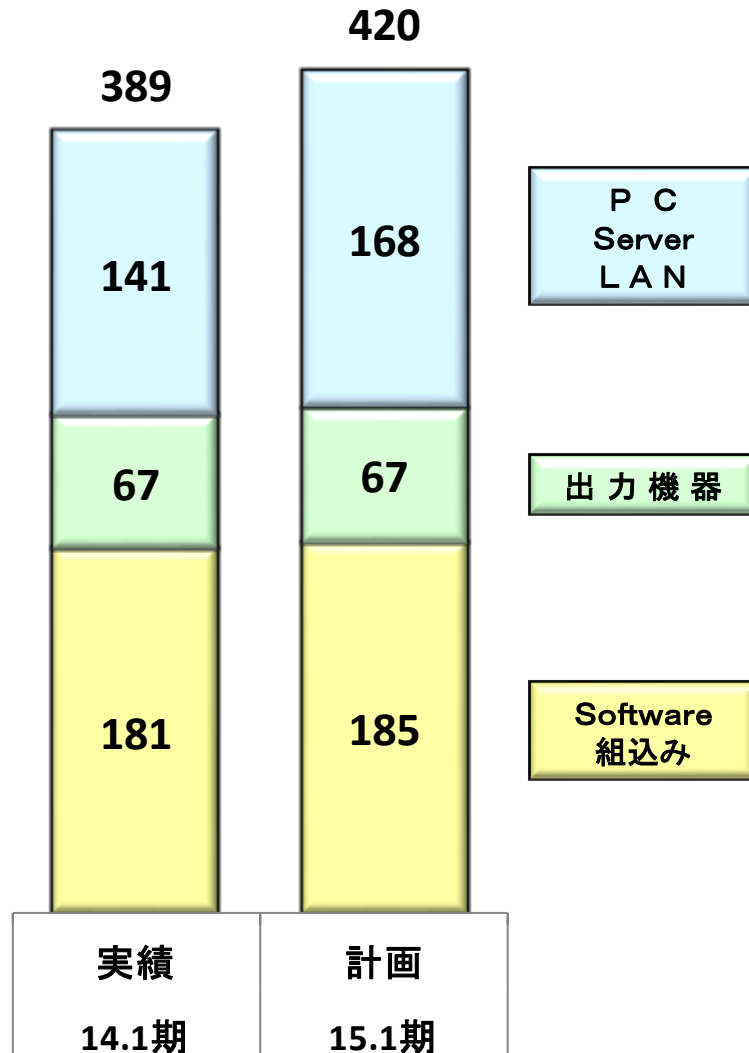 420
389
168
141
67
67
181
185
Ｐ Ｃ
Server
ＬＡＮ
出 力 機 器
Software
組込み
実績
計画
14.1期
15.1期